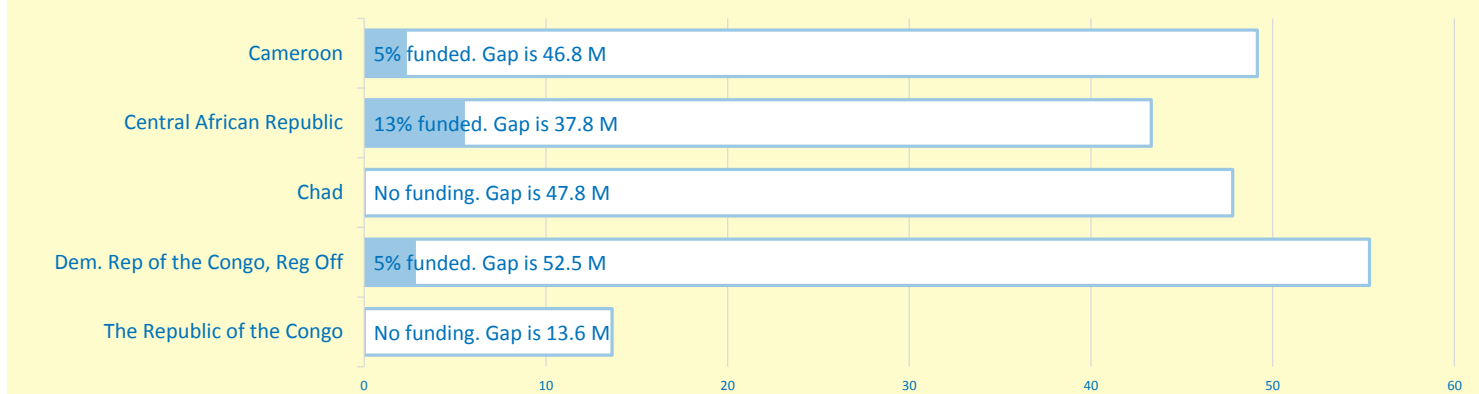 Cameroon
5% funded. Gap is 46.8 M
Central African Republic
13% funded. Gap is 37.8 M
Chad
No funding. Gap is 47.8 M
Dem. Rep of the Congo, Reg Off
5% funded. Gap is 52.5 M
The Republic of the Congo
No funding. Gap is 13.6 M
0 10 20 30 40 50 60